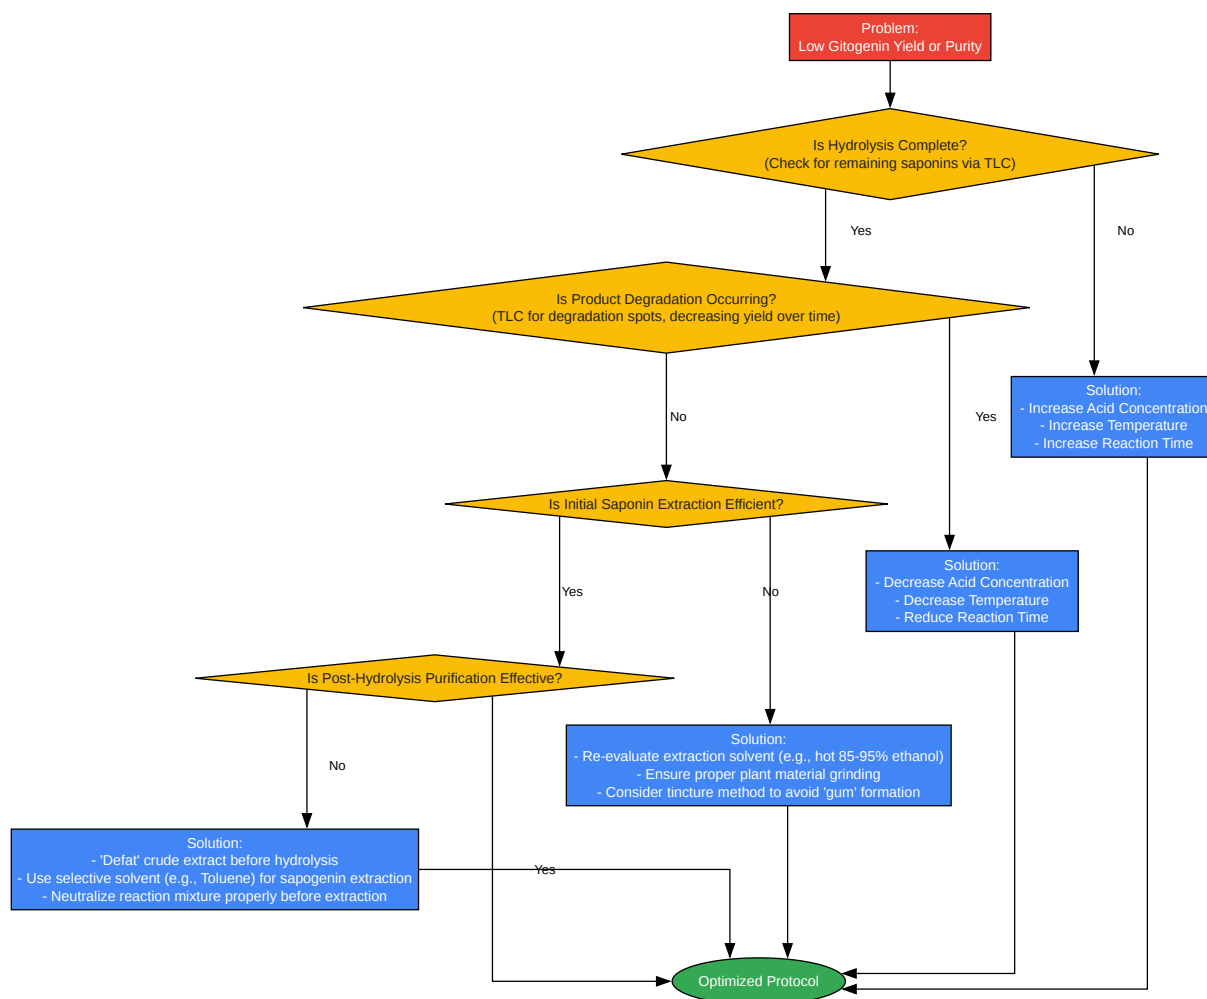 Problem:
Low Gitogenin Yield or Purity
Is Hydrolysis Complete?
(Check for remaining saponins via TLC)
Yes
No
Is Product Degradation Occurring?
(TLC for degradation spots, decreasing yield over time)
Solution:
- Increase Acid Concentration
- Increase Temperature
- Increase Reaction Time
No
Yes
Is Initial Saponin Extraction Efficient?
Solution:
- Decrease Acid Concentration
- Decrease Temperature
- Reduce Reaction Time
Yes
No
Is Post-Hydrolysis Purification Effective?
Solution:
- Re-evaluate extraction solvent (e.g., hot 85-95% ethanol)
- Ensure proper plant material grinding
- Consider tincture method to avoid 'gum' formation
No
Solution:
- 'Defat' crude extract before hydrolysis
- Use selective solvent (e.g., Toluene) for sapogenin extraction
- Neutralize reaction mixture properly before extraction
Yes
Optimized Protocol